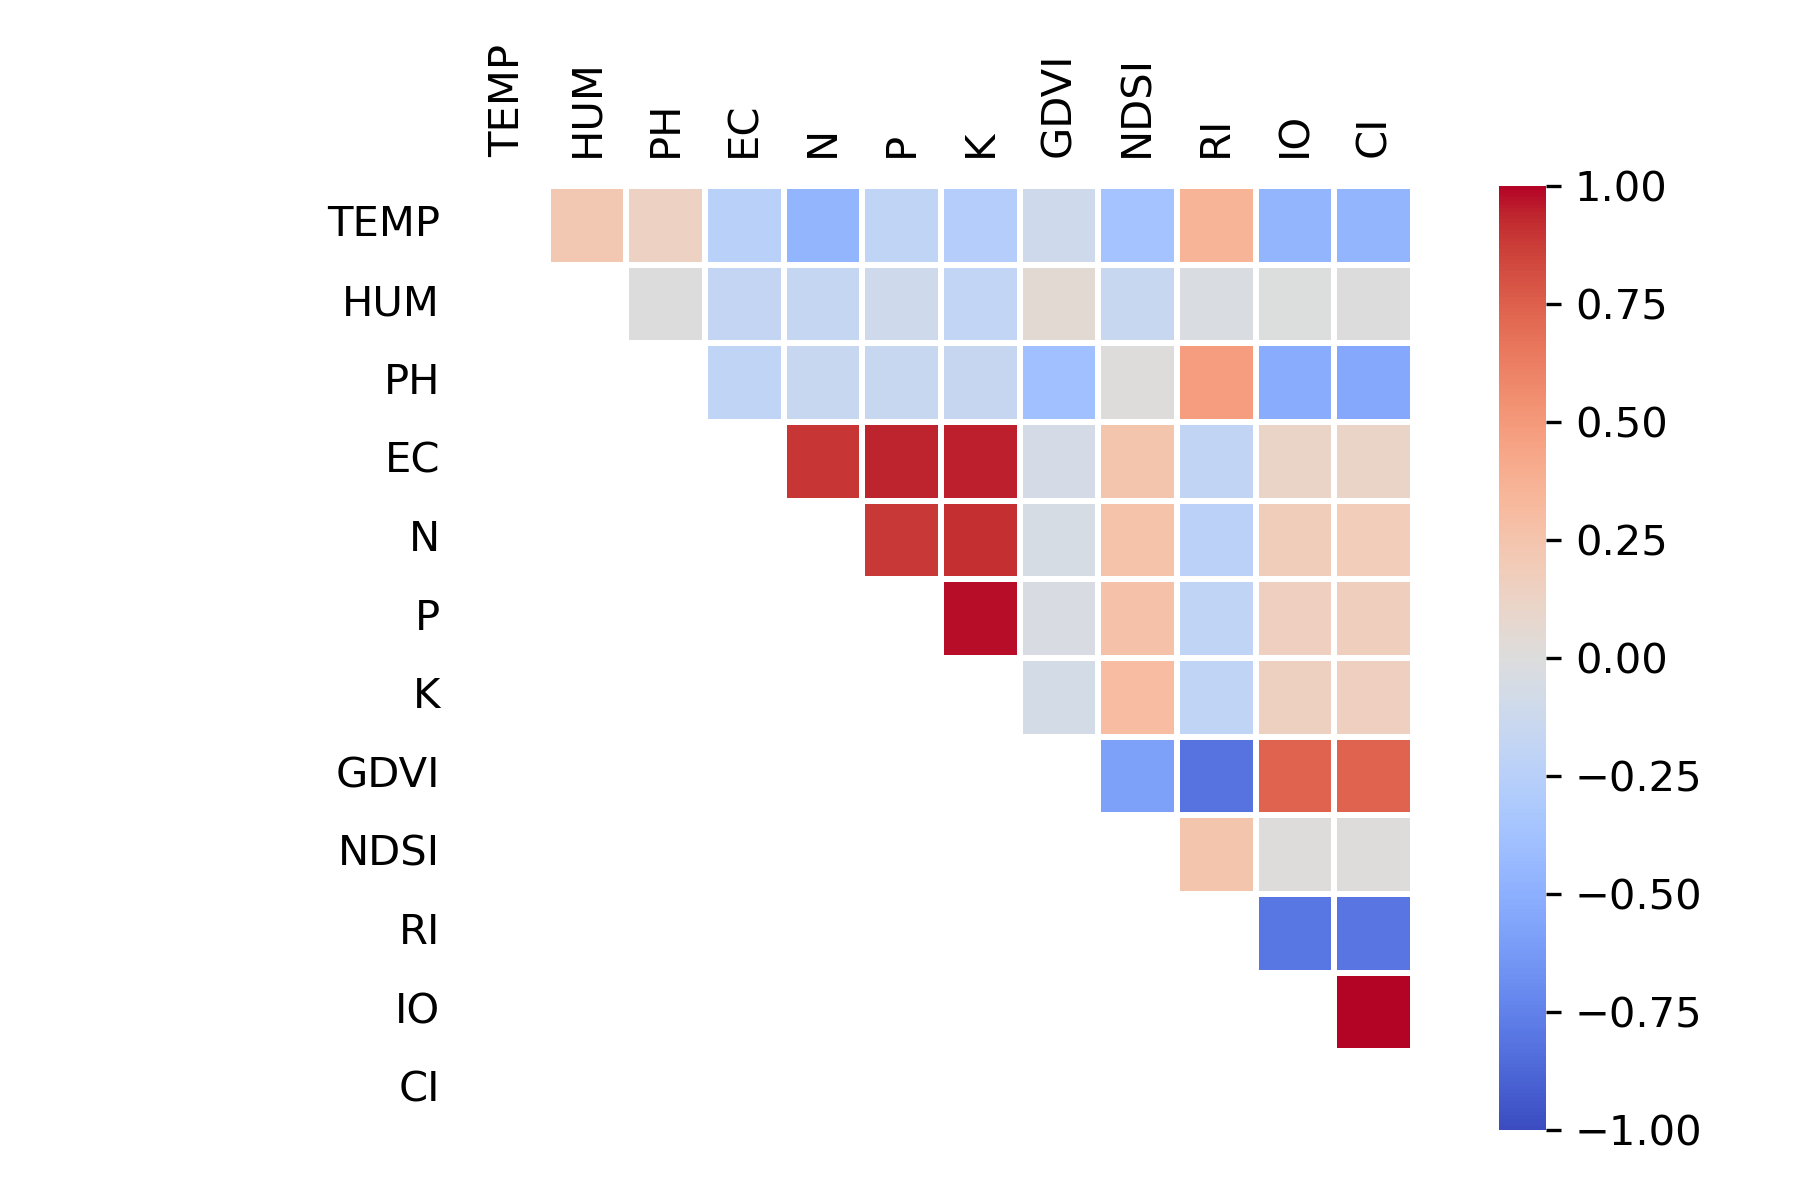 TEMP HUM PH EC N P K GDVI NDSI RI IO CI
TEMP
HUM
PH
EC
N
P
K
GDVI
NDSI
RI
IO
CI
1.00
0.75
0.50
0.25
0.00
−0.25
−0.50
−0.75
−1.00